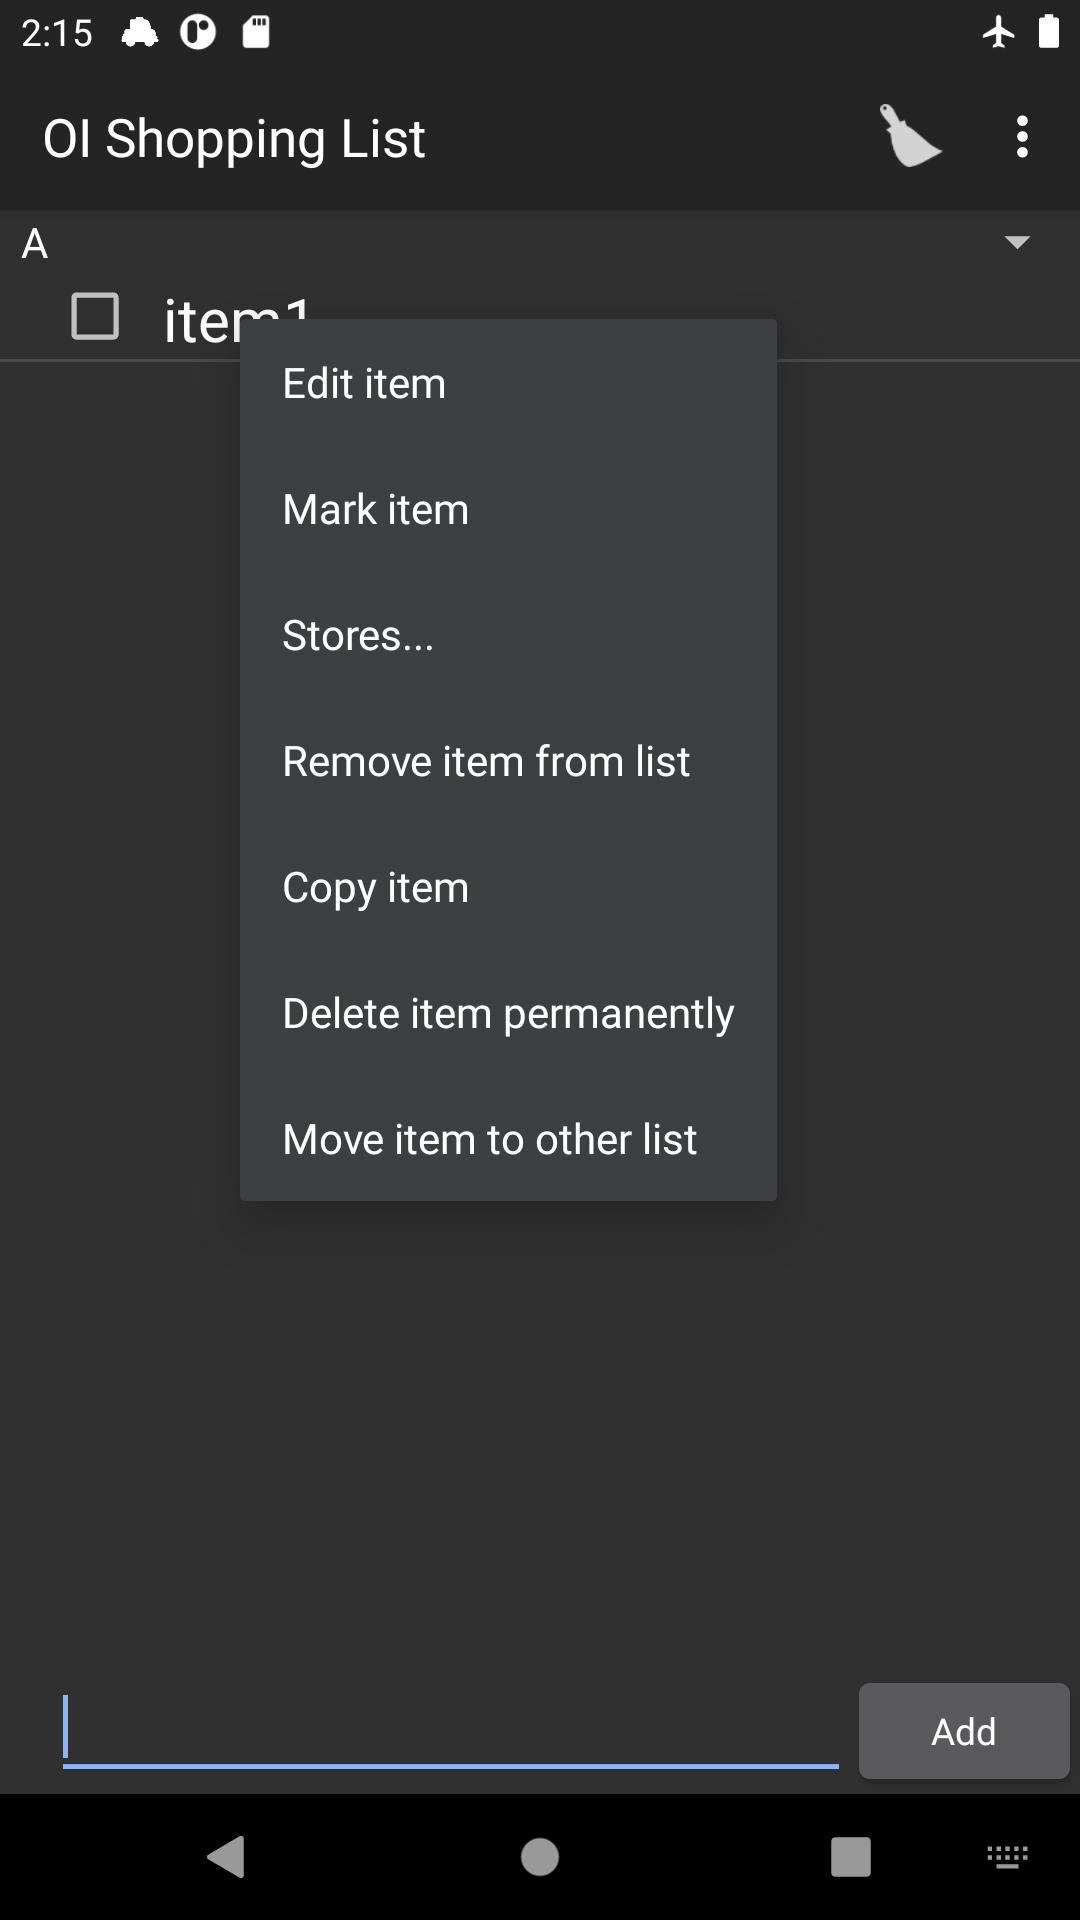 2:15
OI Shopping List
A
item1
Edit item
Mark item
Stores...
Remove item from list
Copy item
Delete item permanently
Move item to other list
Add